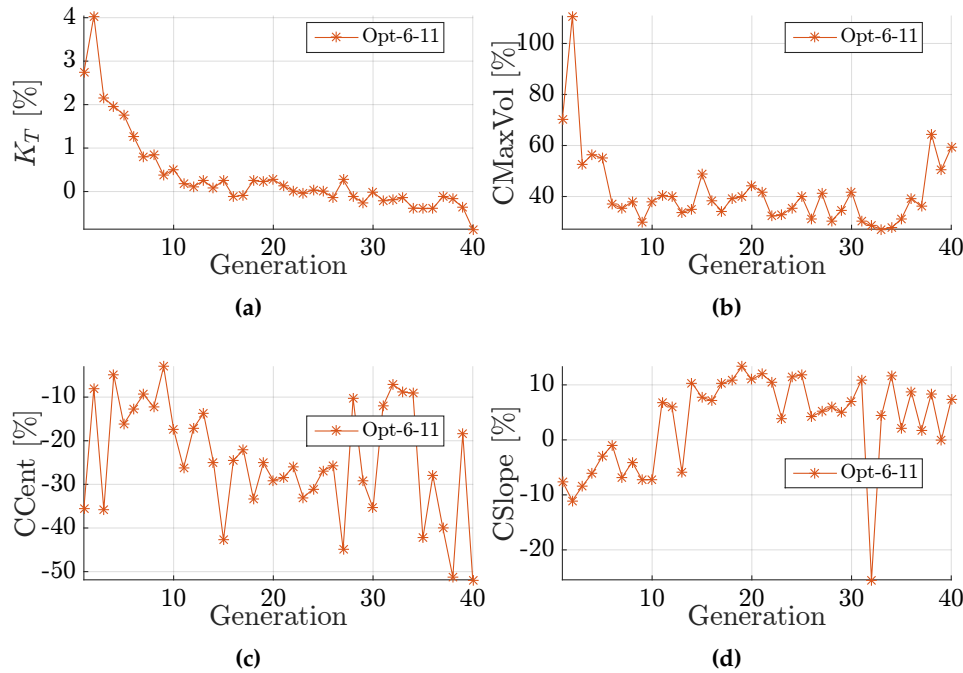 4
3
2
1
0
K_T [%]
Opt-6-11
10
20
30
40
Generation
(a)
100
80
60
40
CMaxVol [%]
Opt-6-11
10
20
30
40
Generation
(b)
-10
-20
-30
-40
-50
CCent [%]
Opt-6-11
10
20
30
40
Generation
(c)
10
0
-10
-20
CSlope [%]
Opt-6-11
10
20
30
40
Generation
(d)